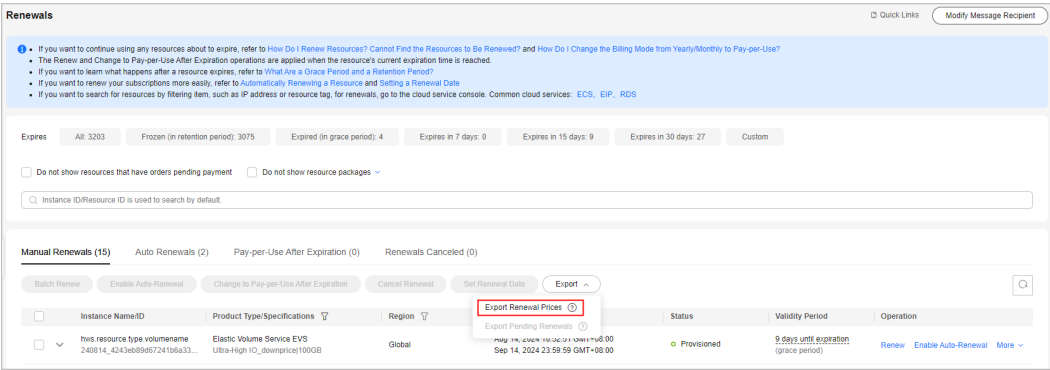 Renewals
Quick Links
Modify Message Recipient
If you want to continue using any resources about to expire, refer to How Do I Renew Resources? Cannot Find the Resources to Be Renewed? and How Do I Change the Billing Mode from Yearly/Monthly to Pay-per-Use?
The Renew and Change to Pay-per-Use After Expiration operations are applied when the resource's current expiration time is reached.
If you want to learn what happens after a resource expires, refer to What Are a Grace Period and a Retention Period?
If you want to renew your subscriptions more easily, refer to Automatically Renewing a Resource and Setting a Renewal Date
If you want to search for resources by filtering item, such as IP address or resource tag, for renewals, go to the cloud service console. Common cloud services: ECS、EIP、RDS
Expires All: 3203 Frozen (in retention period): 3075 Expired (in grace period): 4 Expires in 7 days: 0 Expires in 15 days: 9 Expires in 30 days: 27 Custom
Do not show resources that have orders pending payment Do not show resource packages
Instance ID/Resource ID is used to search by default.
Manual Renewals (15) Auto Renewals (2) Pay-per-Use After Expiration (0) Renewals Canceled (0)
Batch Renew Enable Auto-Renewal Change to Pay-per-Use After Expiration Cancel Renewal Set Renewal Date Export
Export Renewal Prices
Export Pending Renewals
Instance Name/ID Product Type/Specifications Region Status Validity Period Operation
hws.resource.type.volumename Elastic Volume Service EVS Global Aug 14, 2024 16:52:51 GMT+08:00 Provisioned 9 days until expiration Renew Enable Auto-Renewal More
240814_4243eb89d67241b6a33... Ultra-High IO_downprice|100GB Sep 14, 2024 23:59:59 GMT+08:00 (grace period)